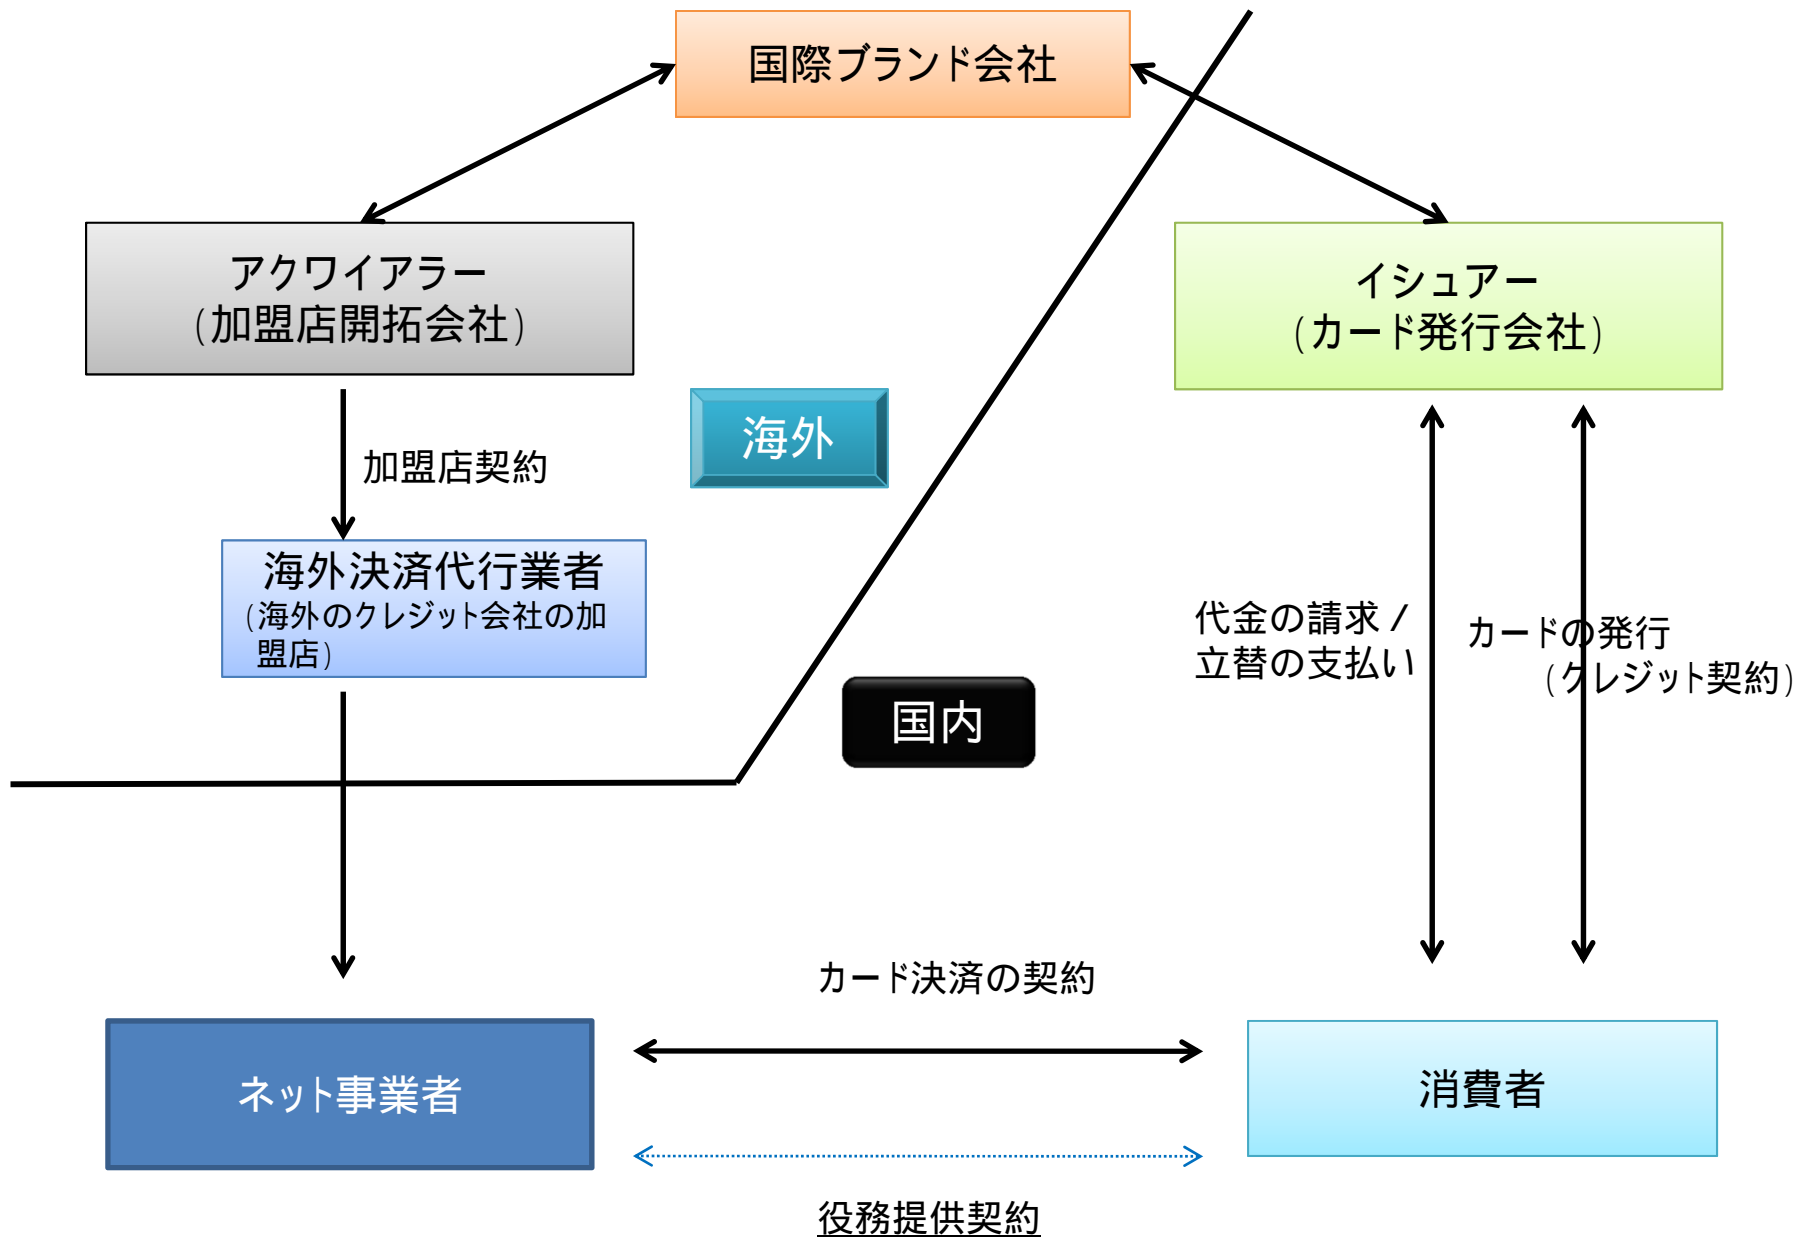 国際ブランド会社
アクワイアラー
(加盟店開拓会社)
イシュアー
(カード発行会社)
海外
加盟店契約
海外決済代行業者
(海外のクレジット会社の加
盟店)
代金の請求/
立替の支払い
カードの発行
(クレジット契約)
国内
カード決済の契約
ネット事業者
消費者
役務提供契約